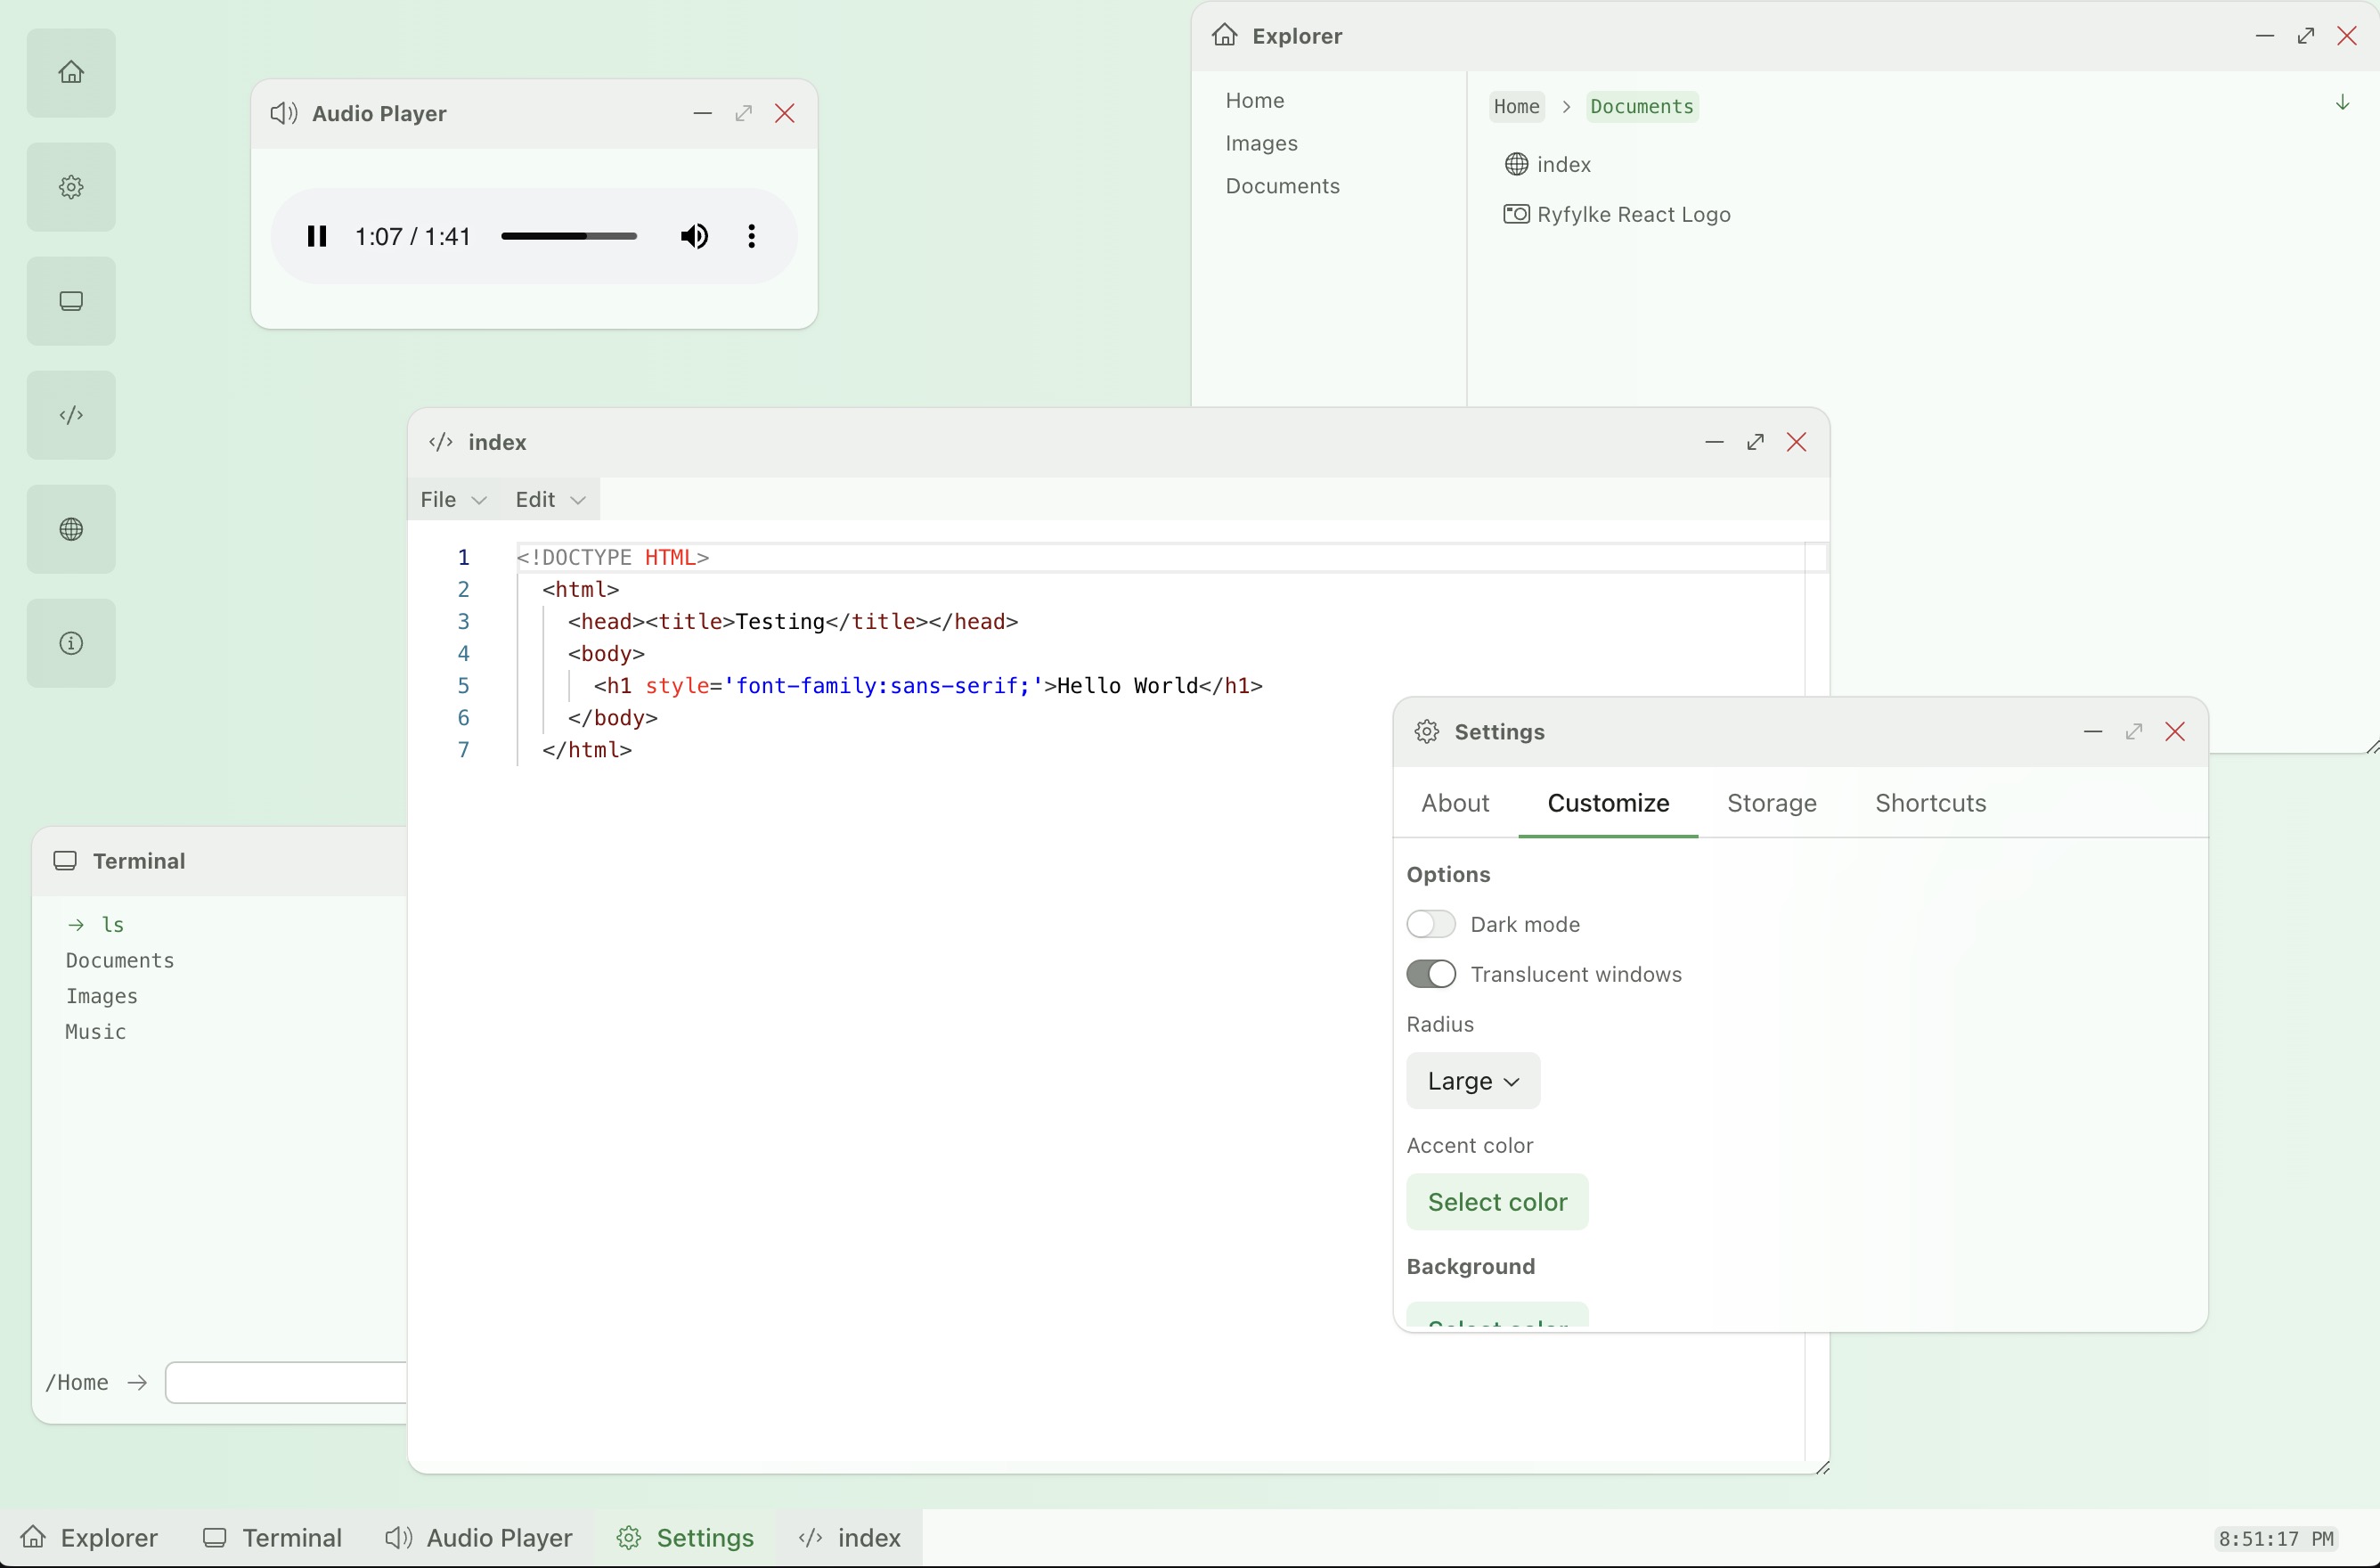 Explorer
Home
Images
Documents
Home > Documents
index
Ryfylke React Logo
Audio Player
1:07 / 1:41
</> index
File Edit
1 <!DOCTYPE HTML>
2 <html>
3 <head><title>Testing</title></head>
4 <body>
5 <h1 style='font-family:sans-serif;'>Hello World</h1>
6 </body>
7 </html>
Terminal
→ ls
Documents
Images
Music
/Home →
Settings
About Customize Storage Shortcuts
Options
Dark mode
Translucent windows
Radius
Large
Accent color
Select color
Background
Select color
Explorer Terminal Audio Player Settings </> index
8:51:17 PM